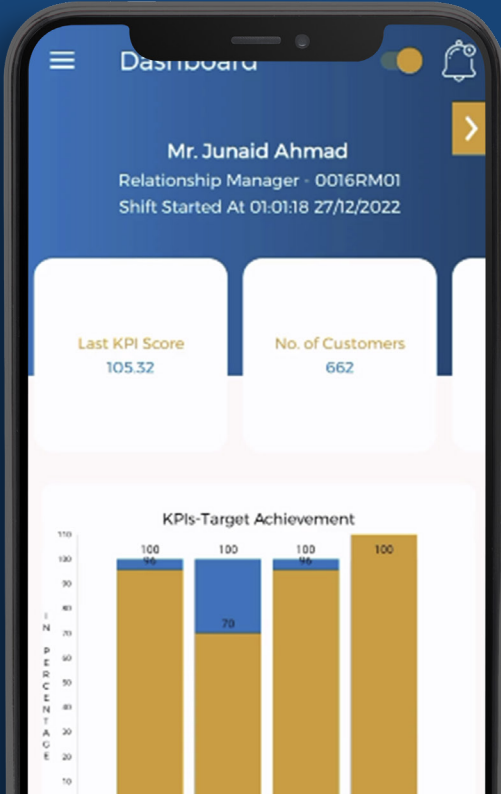 Dashboard
Mr. Junaid Ahmad
Relationship Manager - 0016RM01
Shift Started At 01:01:18 27/12/2022
Last KPI Score
105.32
No. of Customers
662
KPIs-Target Achievement
110
100
90
80
70
60
50
40
30
20
10
IN PERCENTAGE
100
96
100
70
100
96
100